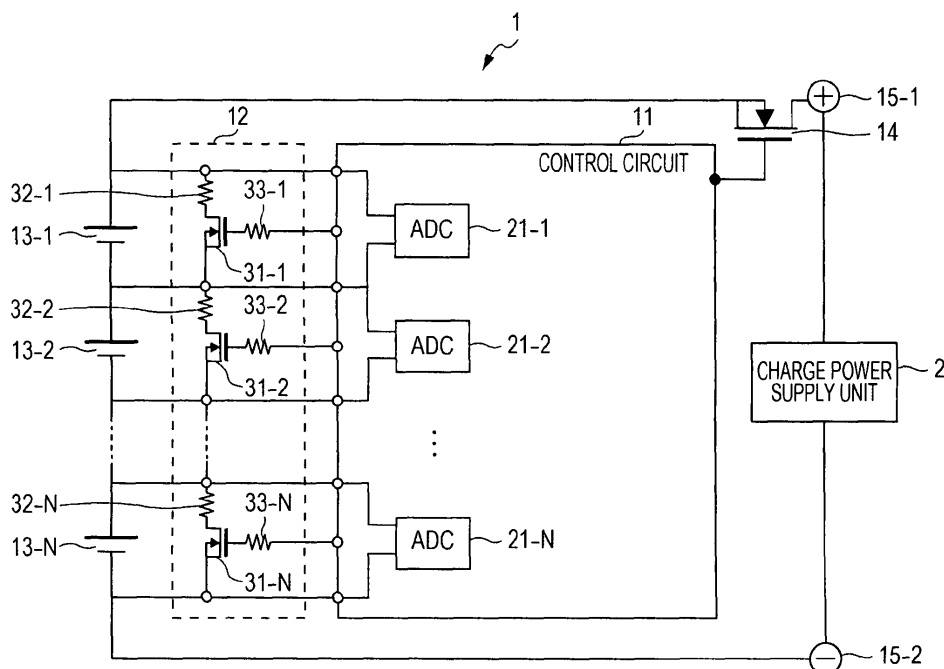 1
15-1
12
11
14
CONTROL CIRCUIT
32-1
33-1
13-1
ADC
21-1
31-1
32-2
33-2
13-2
ADC
21-2
31-2
CHARGE POWER
SUPPLY UNIT
2
32-N
33-N
13-N
ADC
21-N
31-N
15-2